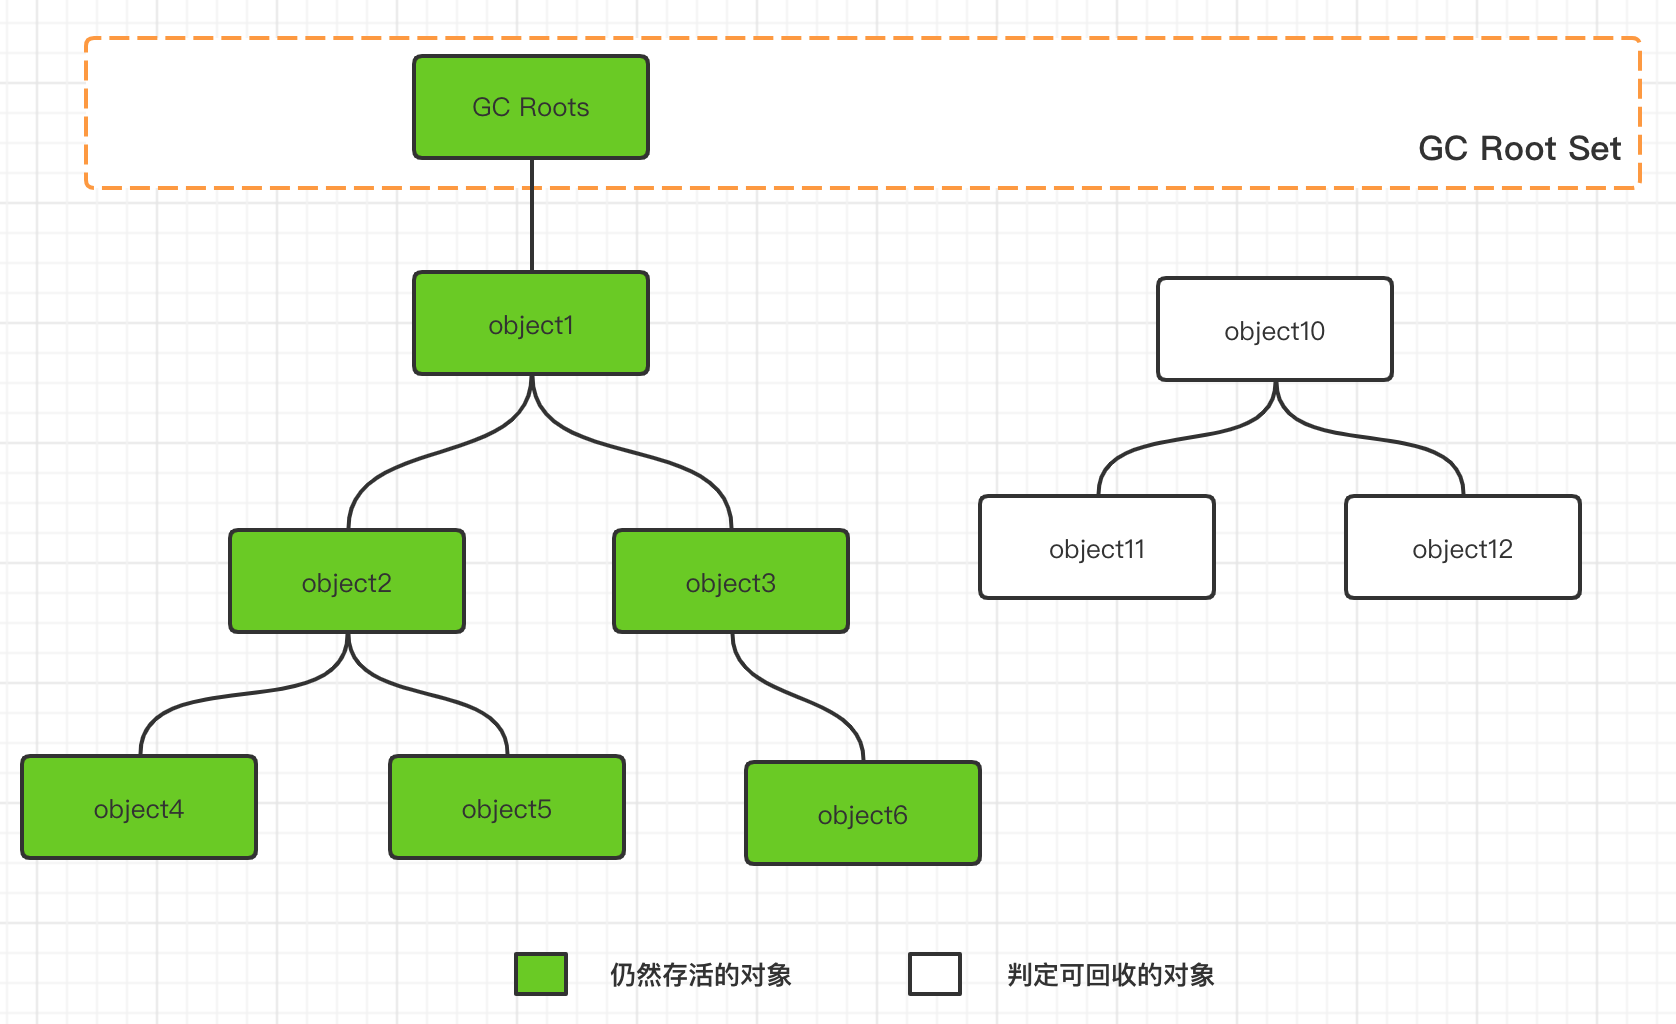 GC Roots
GC Root Set
object1
object10
object11
object12
object2
object3
object4
object5
object6
仍然存活的对象
判定可回收的对象